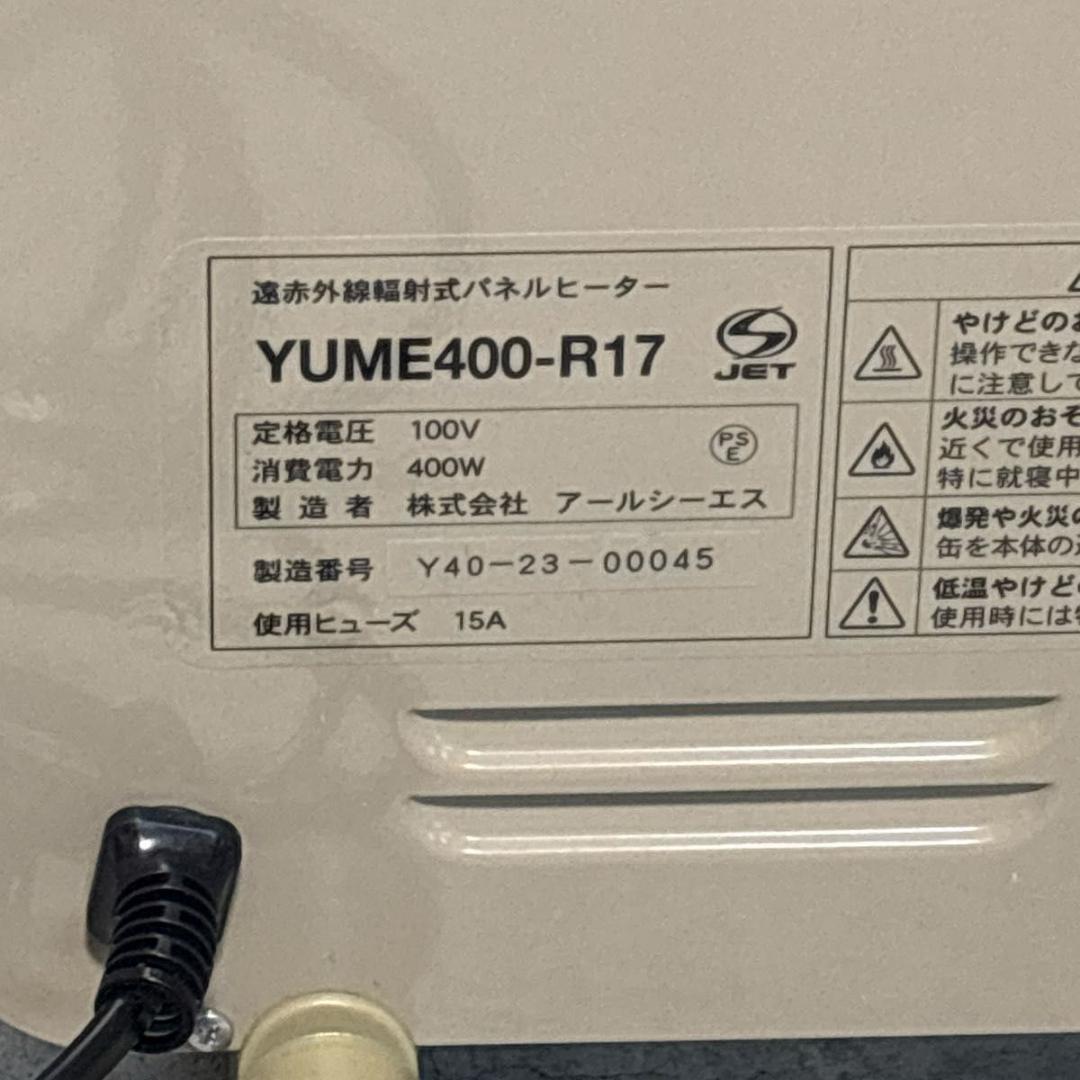 遠赤外線輻射式パネルヒーター
YUME400-R17
JET
定格電圧 100V
消費電力 400W
PS
E
製造者 株式会社 アールシーエス
製造番号 Y40-23-00045
使用ヒューズ 15A
やけどのお
操作できな
に注意して
火災のおそ
近くで使用
特に就寝中
爆発や火災の
缶を本体の近
低温やけどの
使用時には特